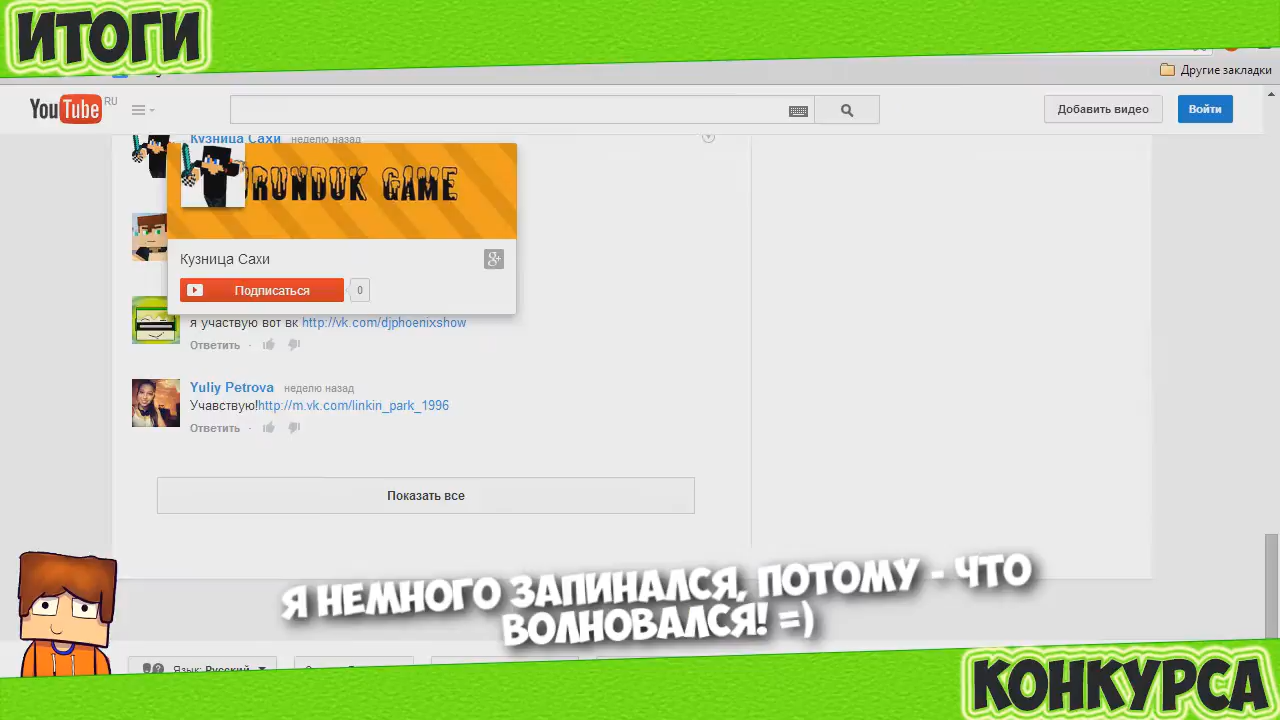 ИТОГИ
Другие закладки
YouTube RU
Добавить видео
Войти
Кузница Сахи неделю назад
RUNDUK GAME
Кузница Сахи
Подписаться 0
я участвую вот вк http://vk.com/djphoenixshow
Ответить
Yuliy Petrova неделю назад
Учавствую!http://m.vk.com/linkin_park_1996
Ответить
Показать все
Я НЕМНОГО ЗАПИНАЛСЯ, ПОТОМУ - ЧТО
ВОЛНОВАЛСЯ! =)
Язык: Русский
КОНКУРСА